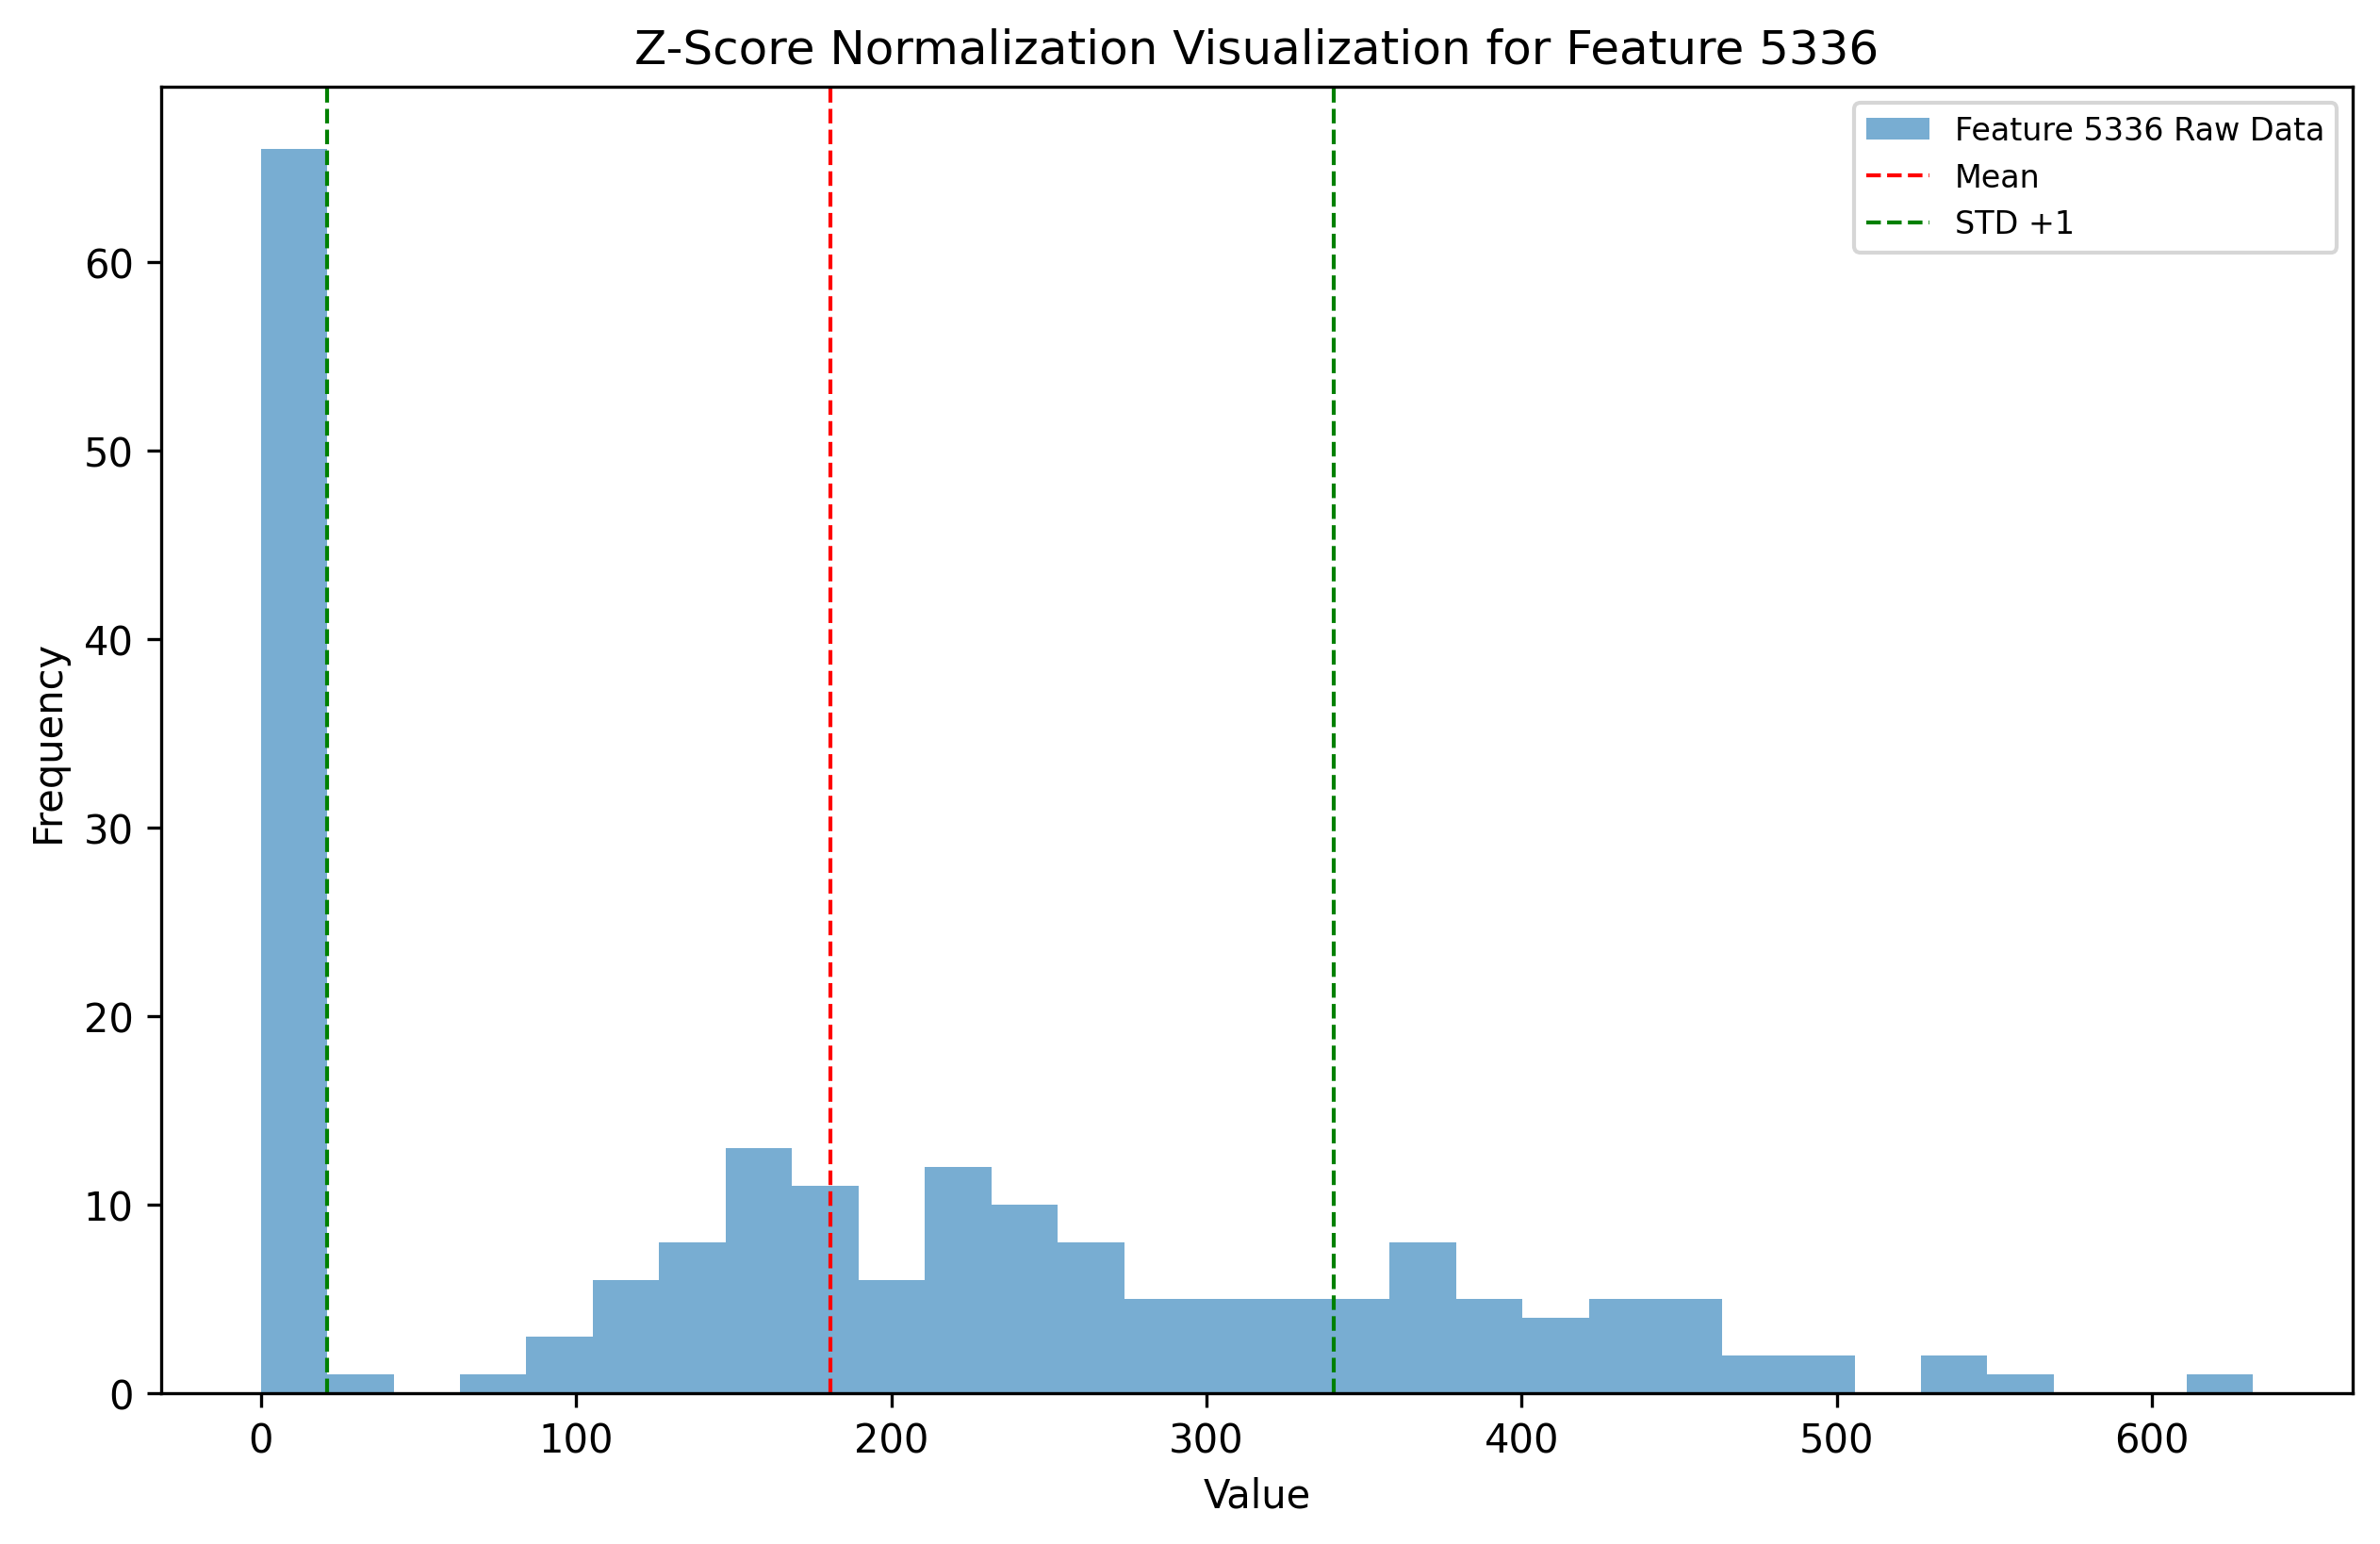 Z-Score Normalization Visualization for Feature 5336
Feature 5336 Raw Data
Mean
STD +1
Frequency
60
50
40
30
20
10
0
0 100 200 300 400 500 600
Value